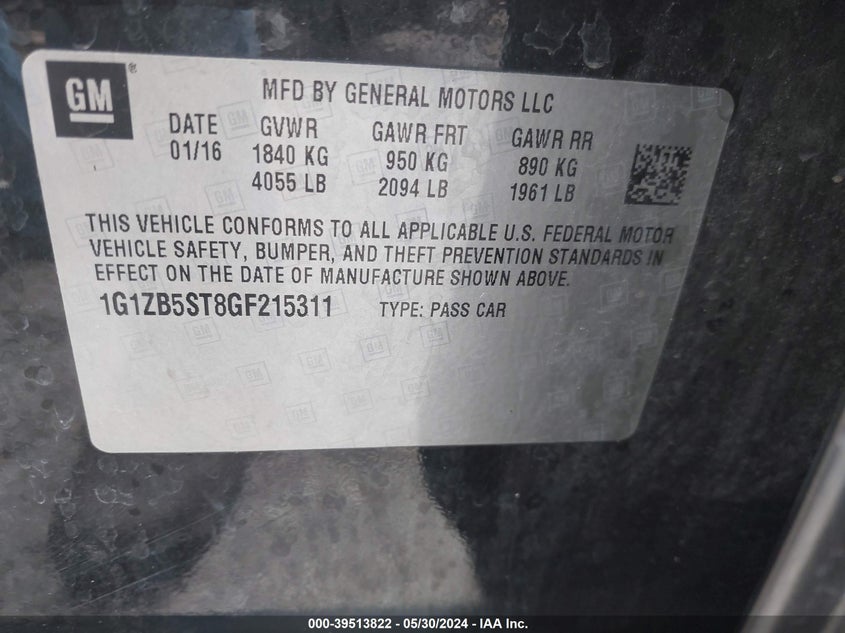 GM®
MFD BY GENERAL MOTORS LLC
DATE GVWR GAWR FRT GAWR RR
01/16 1840 KG 950 KG 890 KG
4055 LB 2094 LB 1961 LB
THIS VEHICLE CONFORMS TO ALL APPLICABLE U.S. FEDERAL MOTOR
VEHICLE SAFETY, BUMPER, AND THEFT PREVENTION STANDARDS IN
EFFECT ON THE DATE OF MANUFACTURE SHOWN ABOVE.
1G1ZB5ST8GF215311 TYPE: PASS CAR
000-39513822 - 05/30/2024 - IAA Inc.